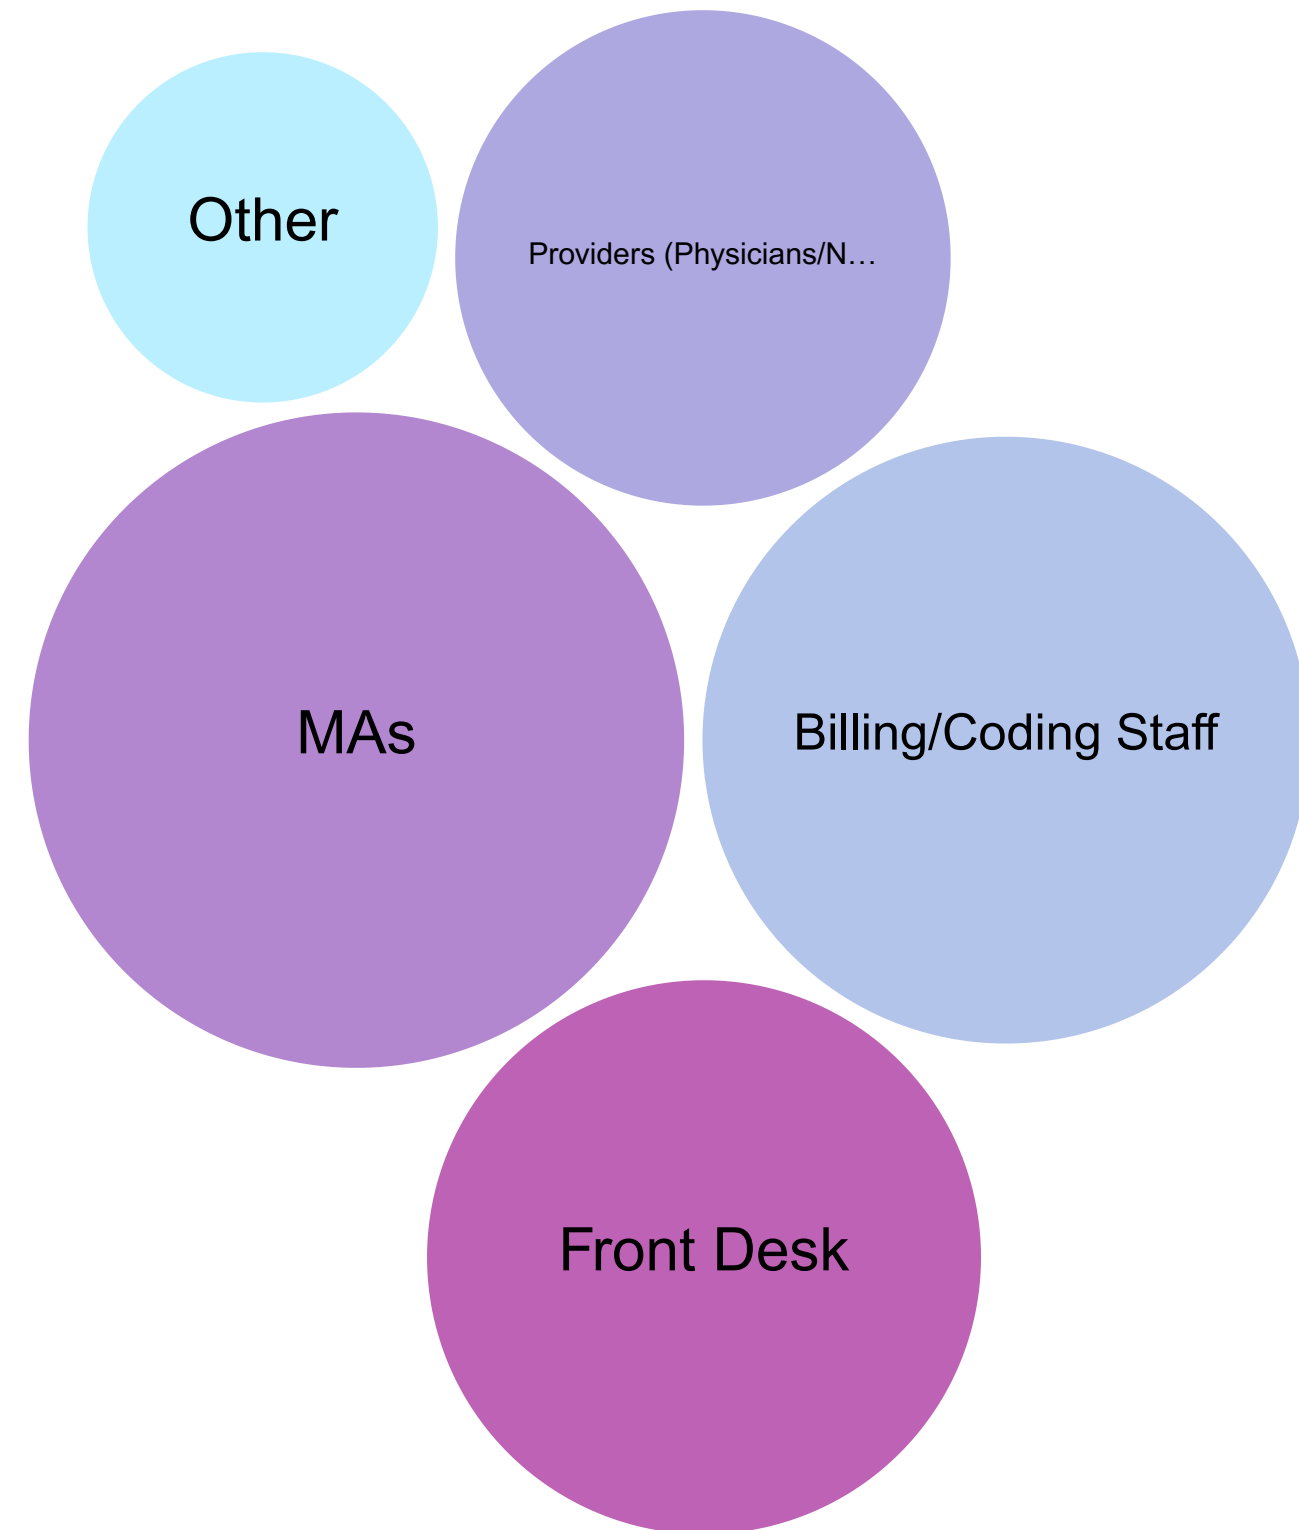 Other
Providers (Physicians/N…
MAs
Billing/Coding Staff
Front Desk